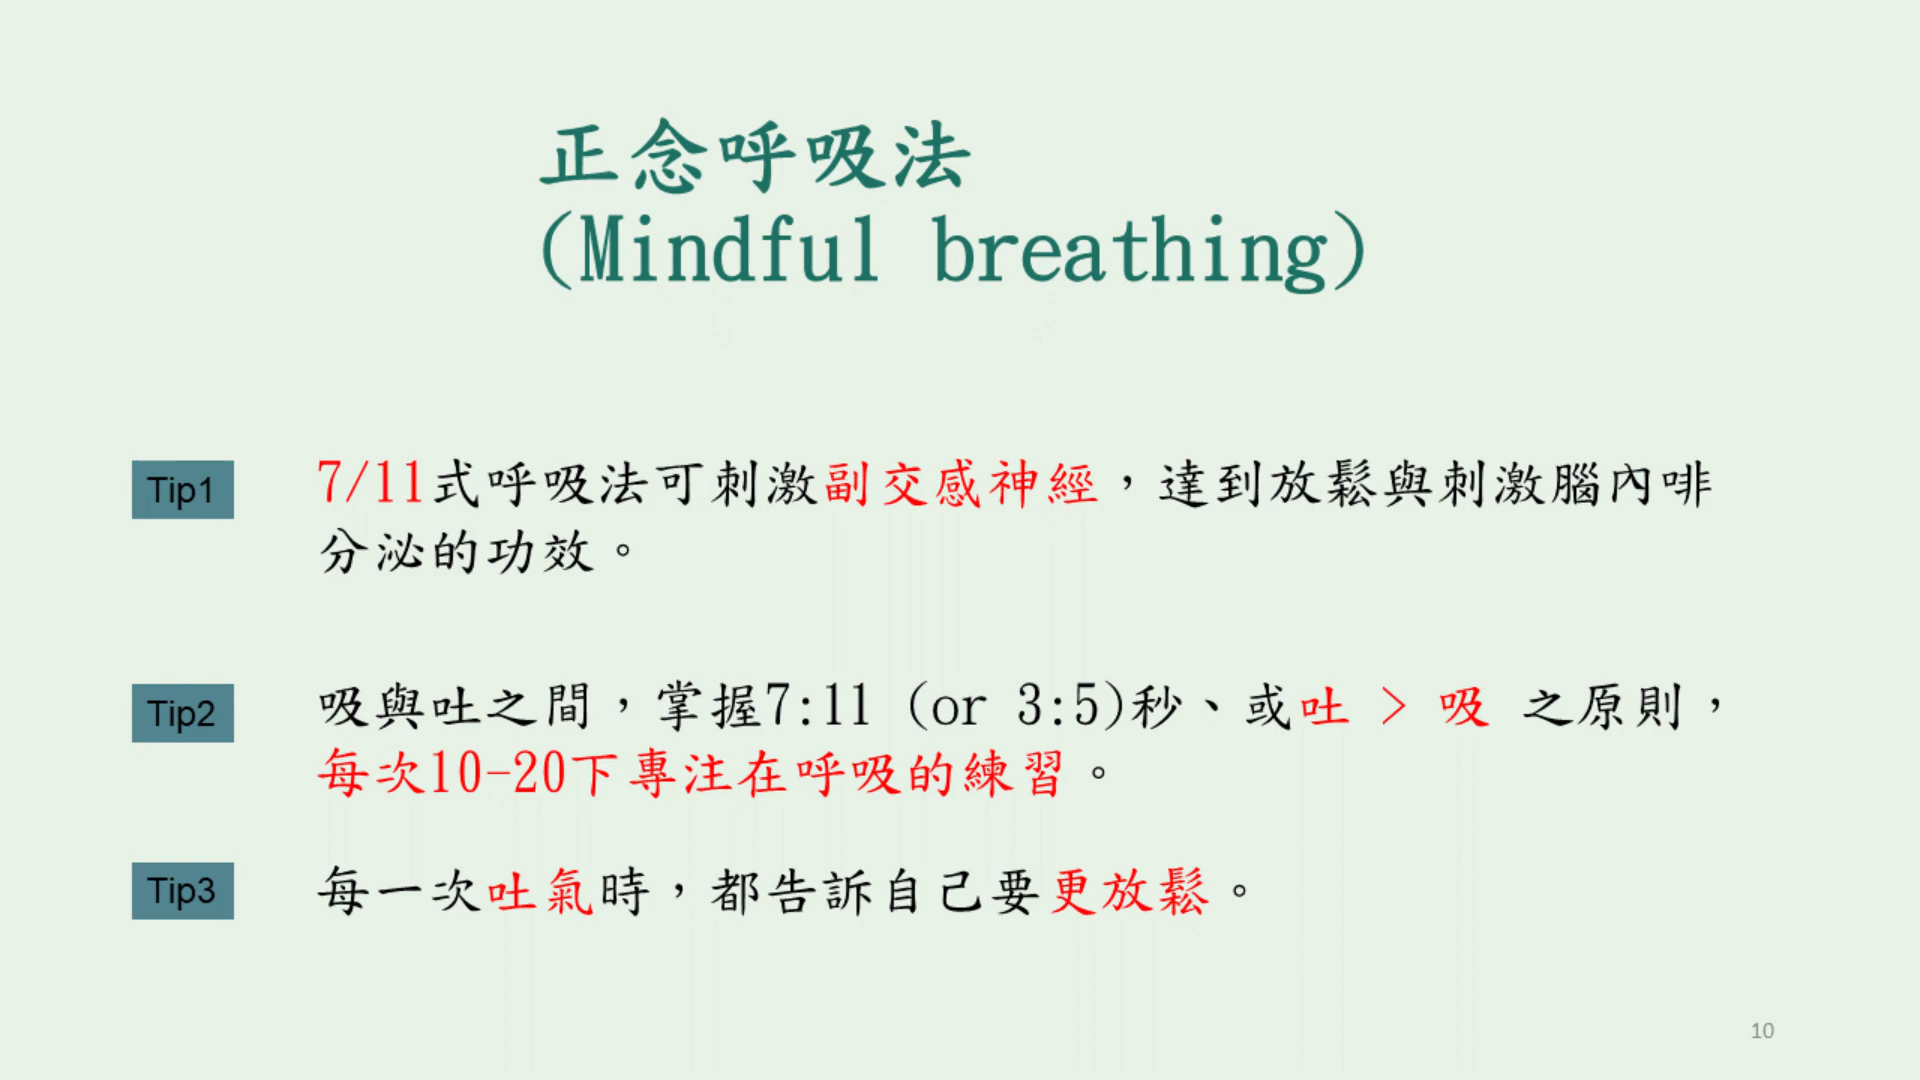 正念呼吸法
(Mindful breathing)
Tip1
7/11式呼吸法可刺激副交感神經，達到放鬆與刺激腦內啡
分泌的功效。
Tip2
吸與吐之間，掌握7:11 (or 3:5)秒、或吐 > 吸 之原則，
每次10-20下專注在呼吸的練習。
Tip3
每一次吐氣時，都告訴自己要更放鬆。
10